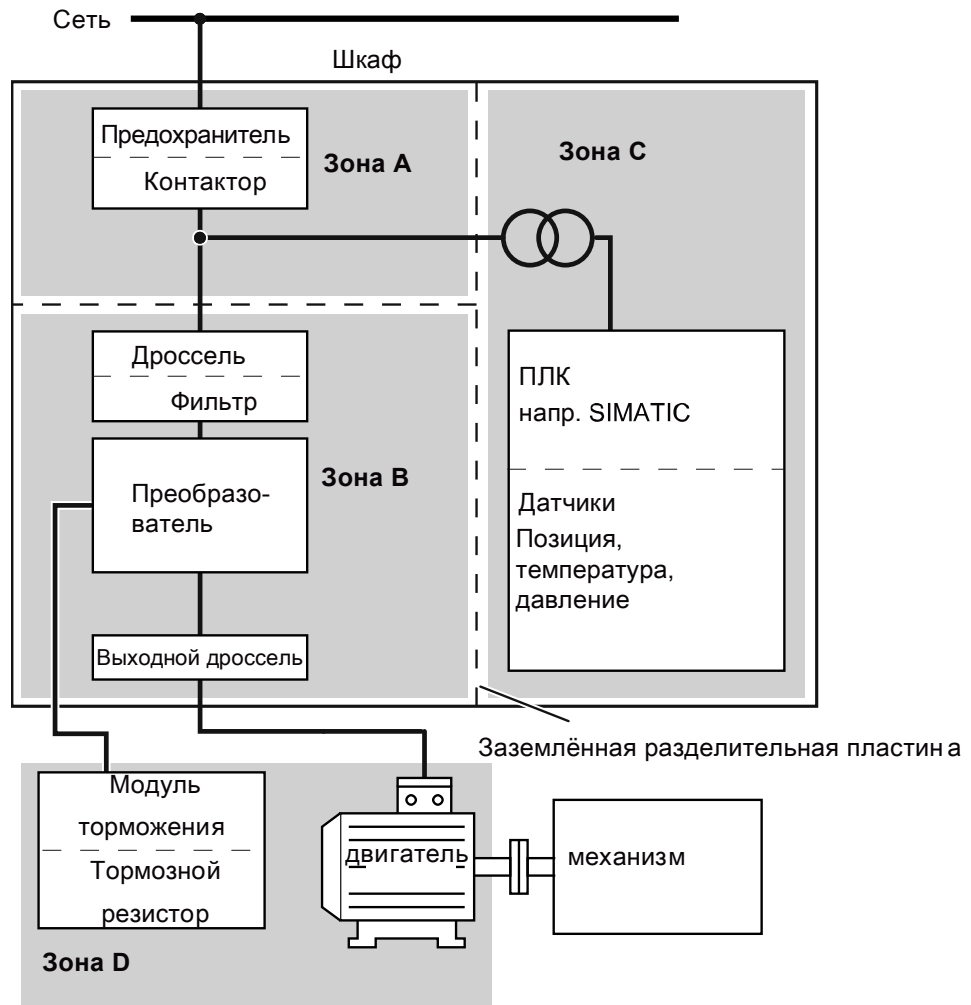 Сеть
Шкаф
Предохранитель
Контактор
Зона A
Зона C
Дроссель
Фильтр
Преобразо-
ватель
Зона B
Выходной дроссель
ПЛК
напр. SIMATIC
Датчики
Позиция,
температура,
давление
Заземлённая разделительная пластина
Модуль
торможения
Тормозной
резистор
двигатель
механизм
Зона D